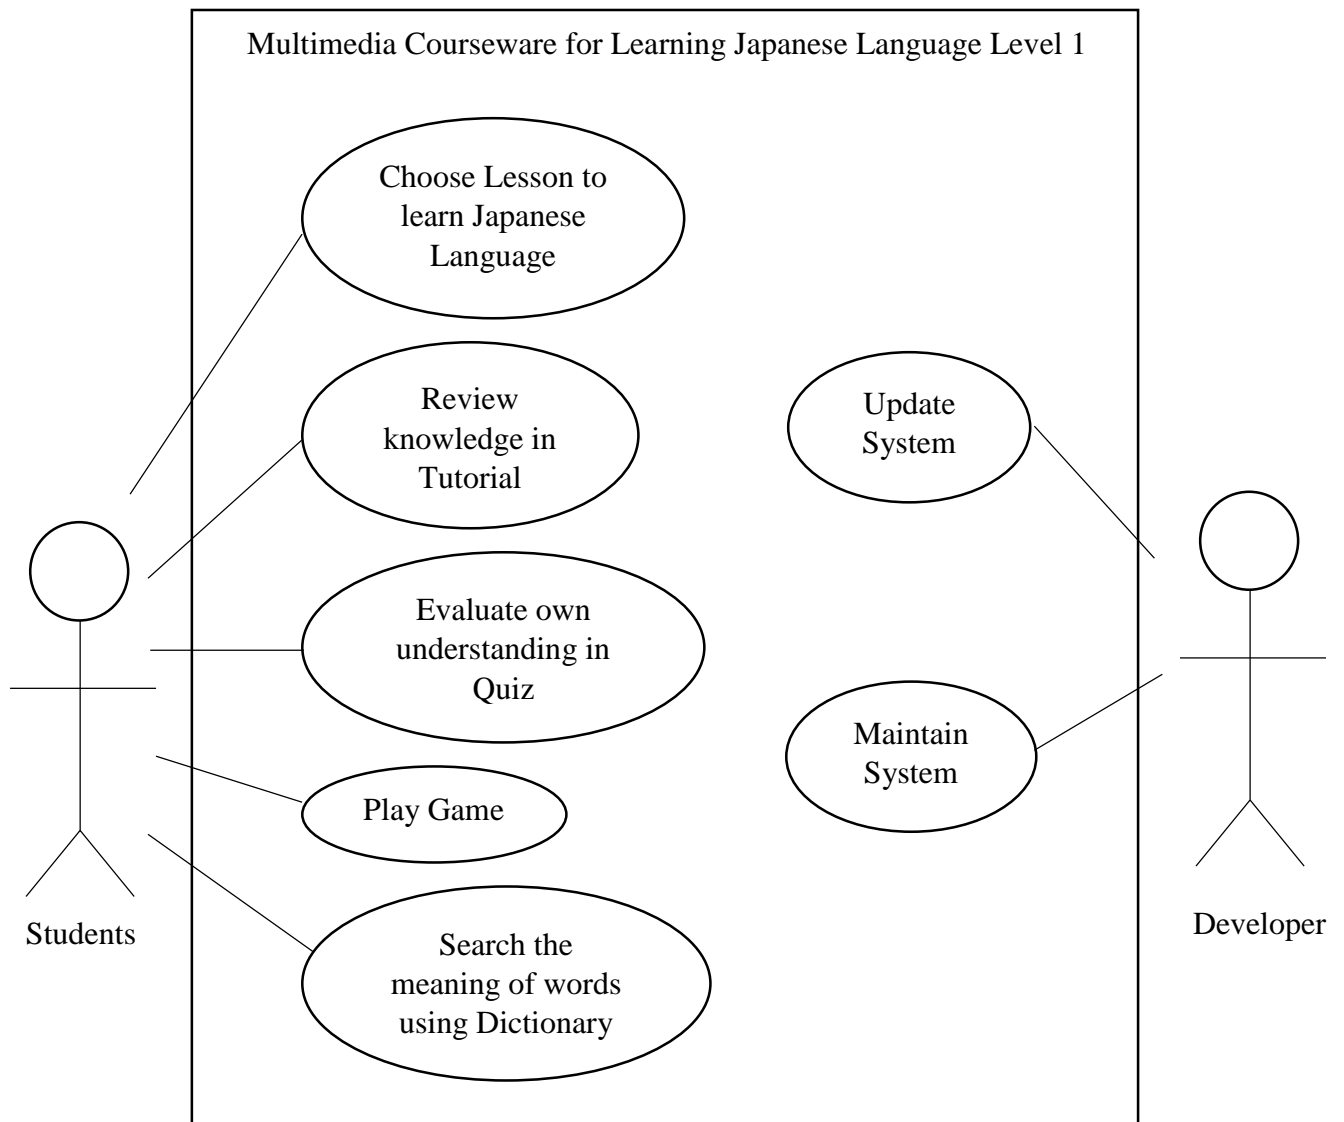 Multimedia Courseware for Learning Japanese Language Level 1
Choose Lesson to
learn Japanese
Language
Review
knowledge in
Tutorial
Update
System
Evaluate own
understanding in
Quiz
Maintain
System
Play Game
Students
Developer
Search the
meaning of words
using Dictionary